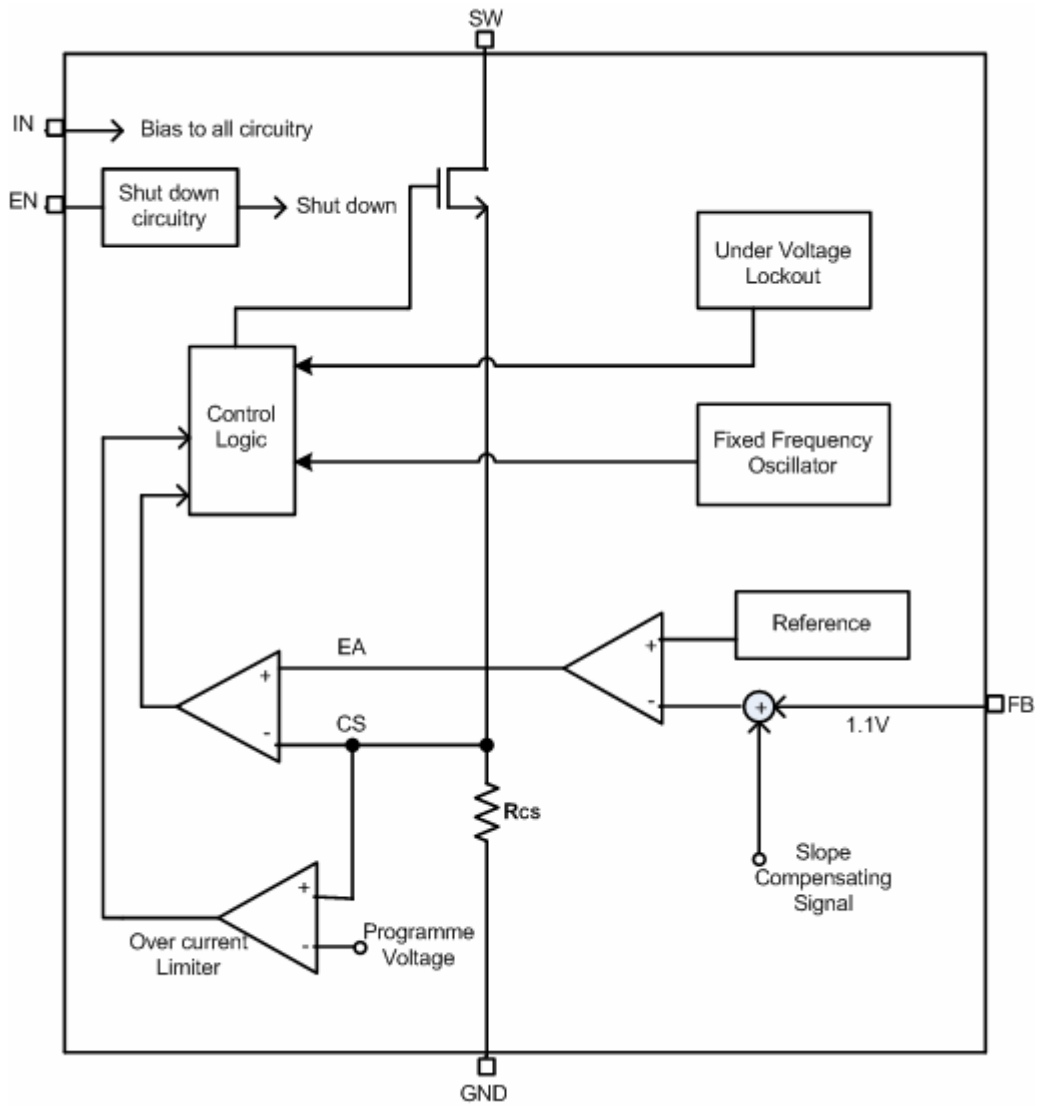 SW
IN
Bias to all circuitry
EN
Shut down
circuitry
Shut down
Under Voltage
Lockout
Control
Logic
Fixed Frequency
Oscillator
Reference
EA
+
-
+
-
+
FB
1.1V
CS
Rcs
Slope
Compensating
Signal
+
-
Programme
Voltage
Over current
Limiter
GND